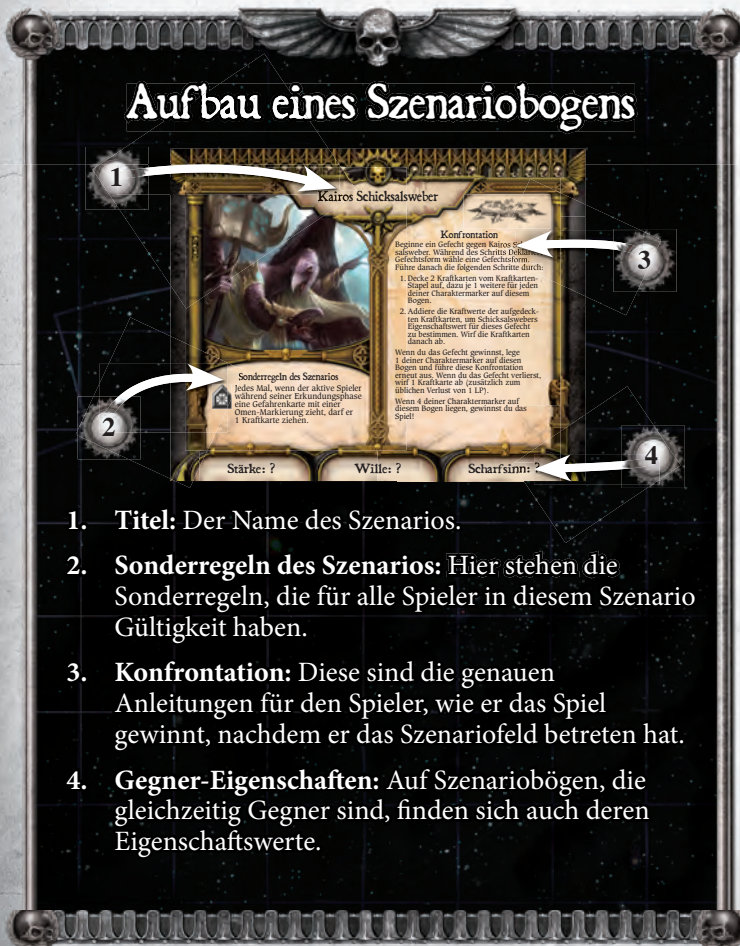 Aufbau eines Szenariobogens
1
Kairos Schicksalsweber
Konfrontation
Beginne ein Gefecht gegen Kairos
salsweber. Während des Schritts
Gefechtsform wähle eine Gefechtsform.
Führe danach die folgenden Schritte durch:
1. Decke 2 Kraftkarten vom Kraftkarten-
Stapel auf, dazu je 1 weitere für jeden
deiner Charaktermarker auf diesem
Bogen.
2. Addiere die Kraftwerte der aufgedeck-
ten Kraftkarten, um Schicksalswebers
Eigenschaftswert für dieses Gefecht
zu bestimmen. Wirf die Kraftkarten
danach ab.
Wenn du das Gefecht gewinnst, lege
1 deiner Charaktermarker auf diesen
Bogen und führe diese Konfrontation
erneut aus. Wenn du das Gefecht verlierst,
wirf 1 Kraftkarte ab (zusätzlich zum
üblichen Verlust von 1 LP).
Wenn 4 deiner Charaktermarker auf
diesem Bogen liegen, gewinnst du das
Spiel!
3
Sonderregeln des Szenarios
Jedes Mal, wenn der aktive Spieler
während seiner Erkundungsphase
eine Gefahrenkarte mit einer
Omen-Markierung zieht, darf er
1 Kraftkarte ziehen.
2
Stärke: ?
Wille: ?
Scharfsinn: ?
4
1. Titel: Der Name des Szenarios.
2. Sonderregeln des Szenarios: Hier stehen die
Sonderregeln, die für alle Spieler in diesem Szenario
Gültigkeit haben.
3. Konfrontation: Diese sind die genauen
Anleitungen für den Spieler, wie er das Spiel
gewinnt, nachdem er das Szenariofeld betreten hat.
4. Gegner-Eigenschaften: Auf Szenariobögen, die
gleichzeitig Gegner sind, finden sich auch deren
Eigenschaftswerte.